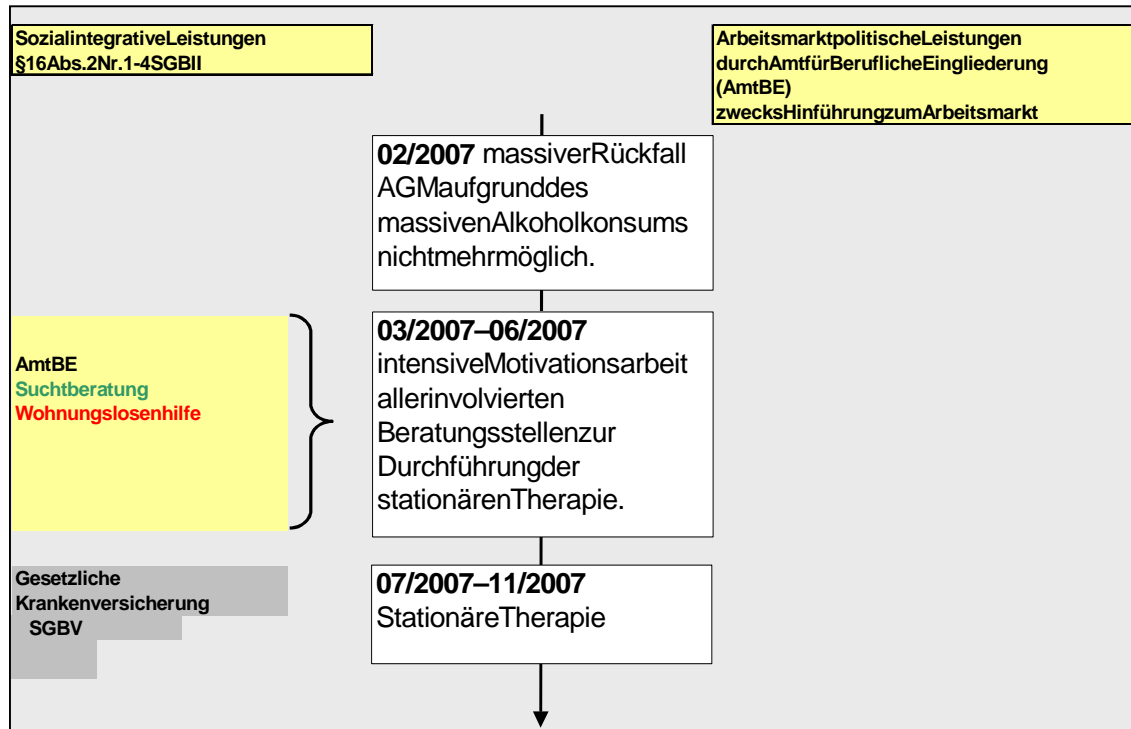 SozialintegrativeLeistungen
§16Abs.2Nr.1-4SGBII
ArbeitsmarktpolitischeLeistungen
durchAmtfürBeruflicheEingliederung
(AmtBE)
zwecksHinführungzumArbeitsmarkt
02/2007 massiverRückfall
AGMaufgrunddes
massivenAlkoholkonsums
nichtmehrmöglich.
AmtBE
Suchtberatung
Wohnungslosenhilfe
03/2007–06/2007
intensiveMotivationsarbeit
allerinvolvierten
Beratungsstellenzur
Durchführungder
stationärenTherapie.
Gesetzliche
Krankenversicherung
SGBV
07/2007–11/2007
StationäreTherapie